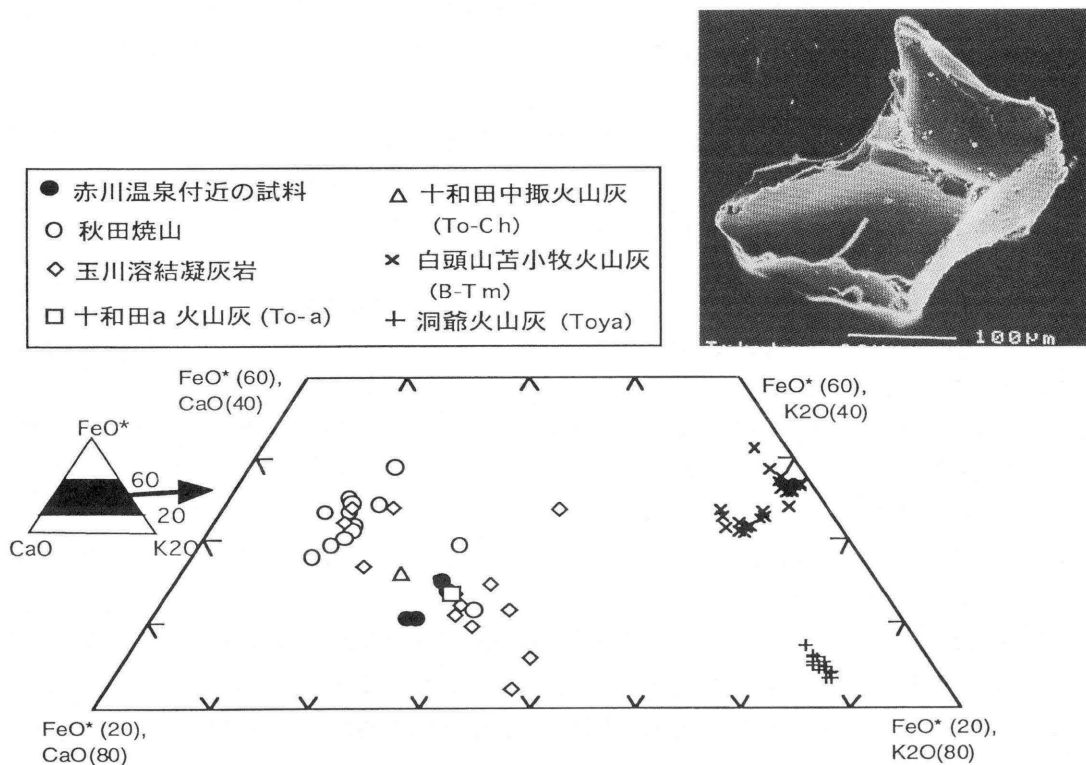 100μm
赤川温泉付近の試料
秋田焼山
玉川溶結凝灰岩
十和田a 火山灰 (To-a)
十和田中掫火山灰
(To-Ch)
白頭山苫小牧火山灰
(B-Tm)
洞爺火山灰 (Toya)
FeO* (60),
CaO(40)
FeO* (60),
K2O(40)
FeO*
60
20
CaO
K2O
FeO* (20),
CaO(80)
FeO* (20),
K2O(80)